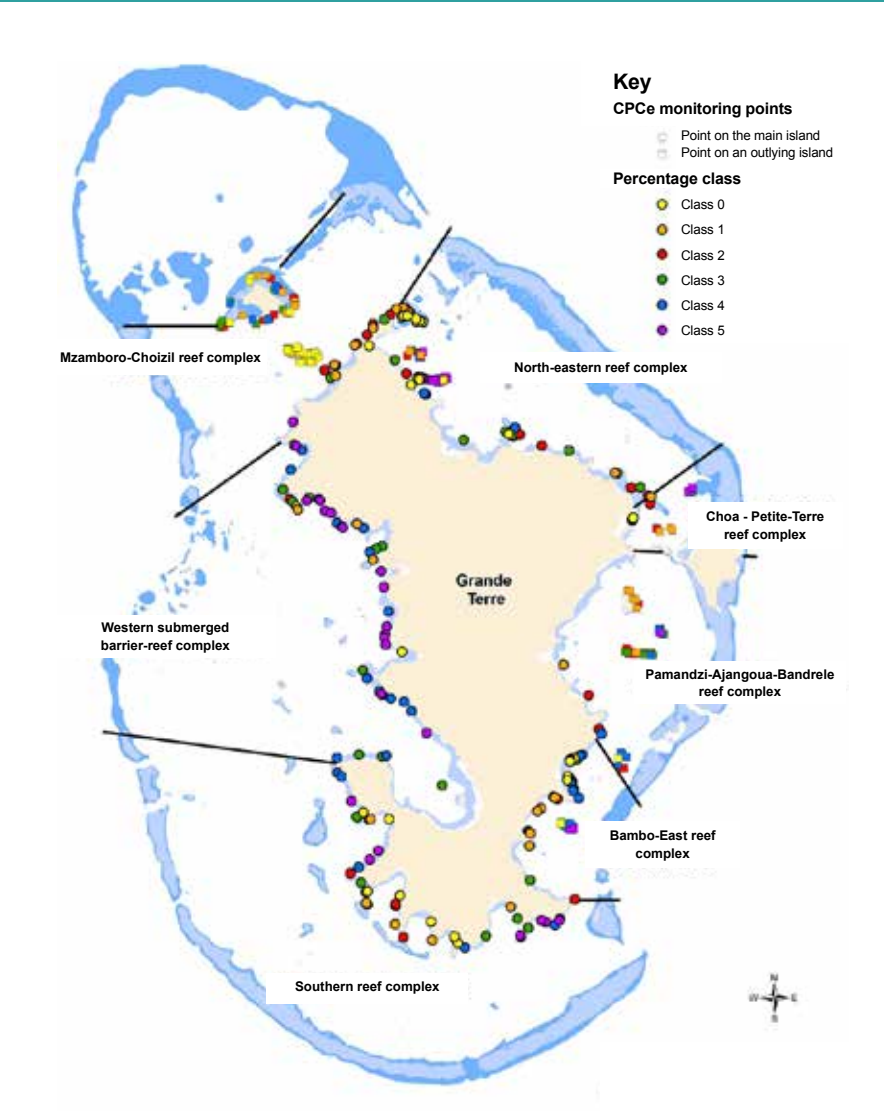 Key
CPCe monitoring points
Point on the main island
Point on an outlying island
Percentage class
Class 0
Class 1
Class 2
Class 3
Class 4
Class 5
Mzamboro-Choizil reef complex
North-eastern reef complex
Choa - Petite-Terre
reef complex
Grande
Terre
Western submerged
barrier-reef complex
Pamandzi-Ajangoua-Bandrele
reef complex
Bambo-East reef
complex
Southern reef complex
N
W E
S